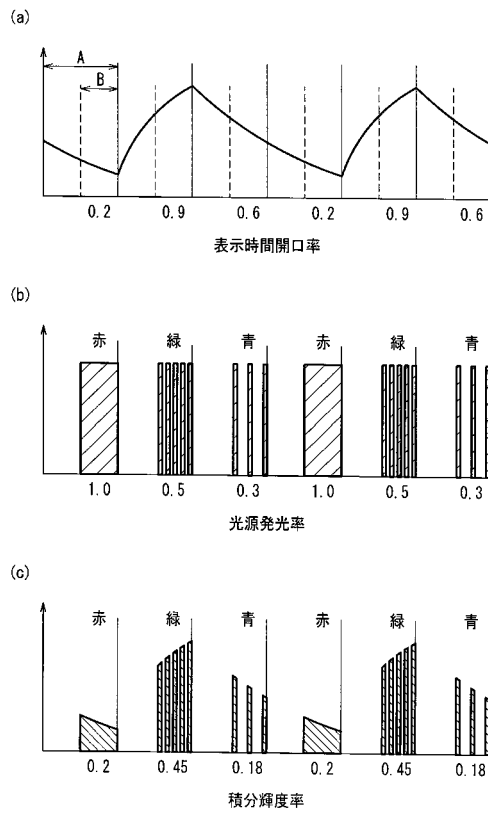 (a)
A
B
0.2 0.9 0.6 0.2 0.9 0.6
表示時間開口率
(b)
赤 緑 青 赤 緑 青
1.0 0.5 0.3 1.0 0.5 0.3
光源発光率
(c)
赤 緑 青 赤 緑 青
0.2 0.45 0.18 0.2 0.45 0.18
積分輝度率